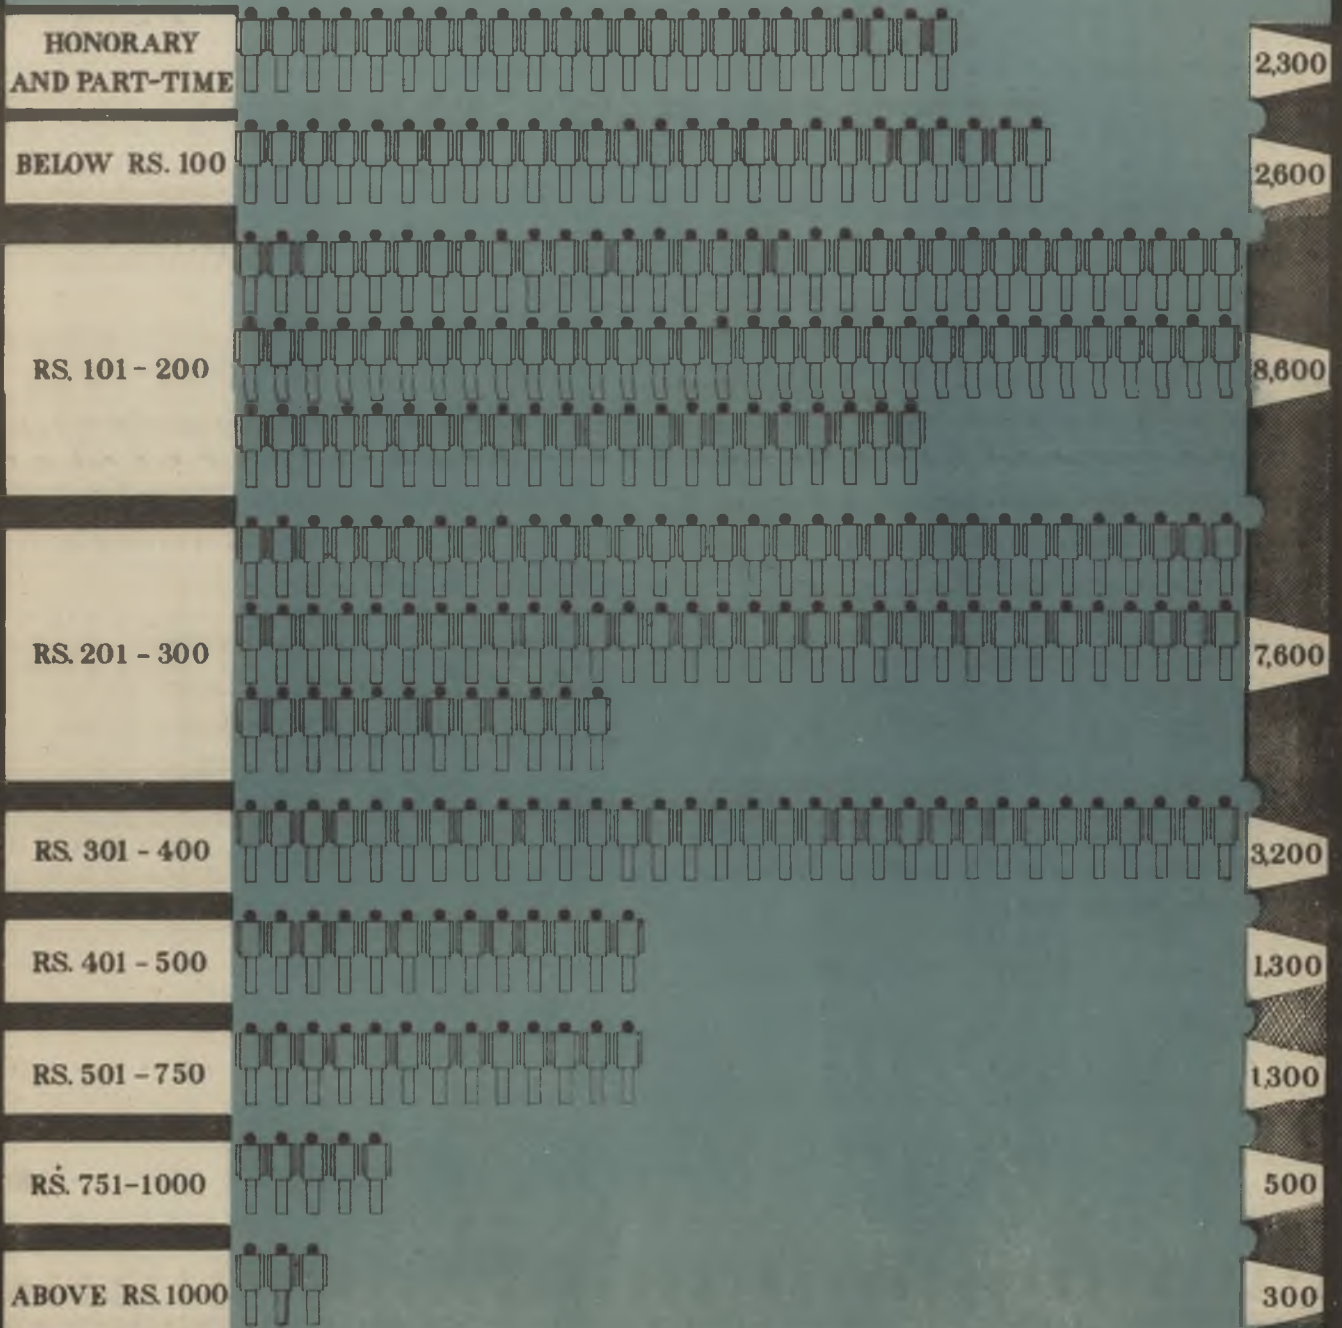 HONORARY
AND PART-TIME
2,300
BELOW RS. 100
2,600
RS. 101 - 200
8,600
RS. 201 - 300
7,600
RS. 301 - 400
3,200
RS. 401 - 500
1,300
RS. 501 - 750
1,300
RS. 751-1000
500
ABOVE RS. 1000
300